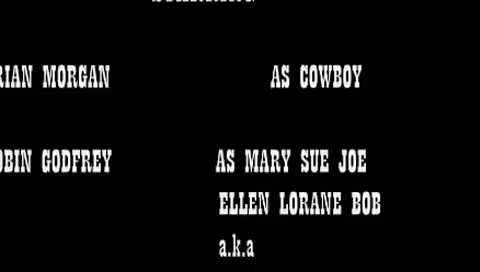 RIAN MORGAN AS COWBOY
OBIN GODFREY AS MARY SUE JOE
ELLEN LORANE BOB
a.k.a